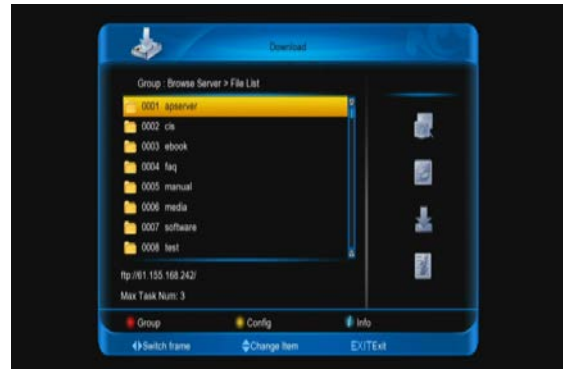 Download
Group : Browse Server > File List
0001 apserver
0002 cls
0003 ebook
0004 faq
0005 manual
0006 media
0007 software
0008 test
ftp://61.155.168.242/
Max Task Num: 3
Group Config Info
Switch frame Change Item EXIT Exit